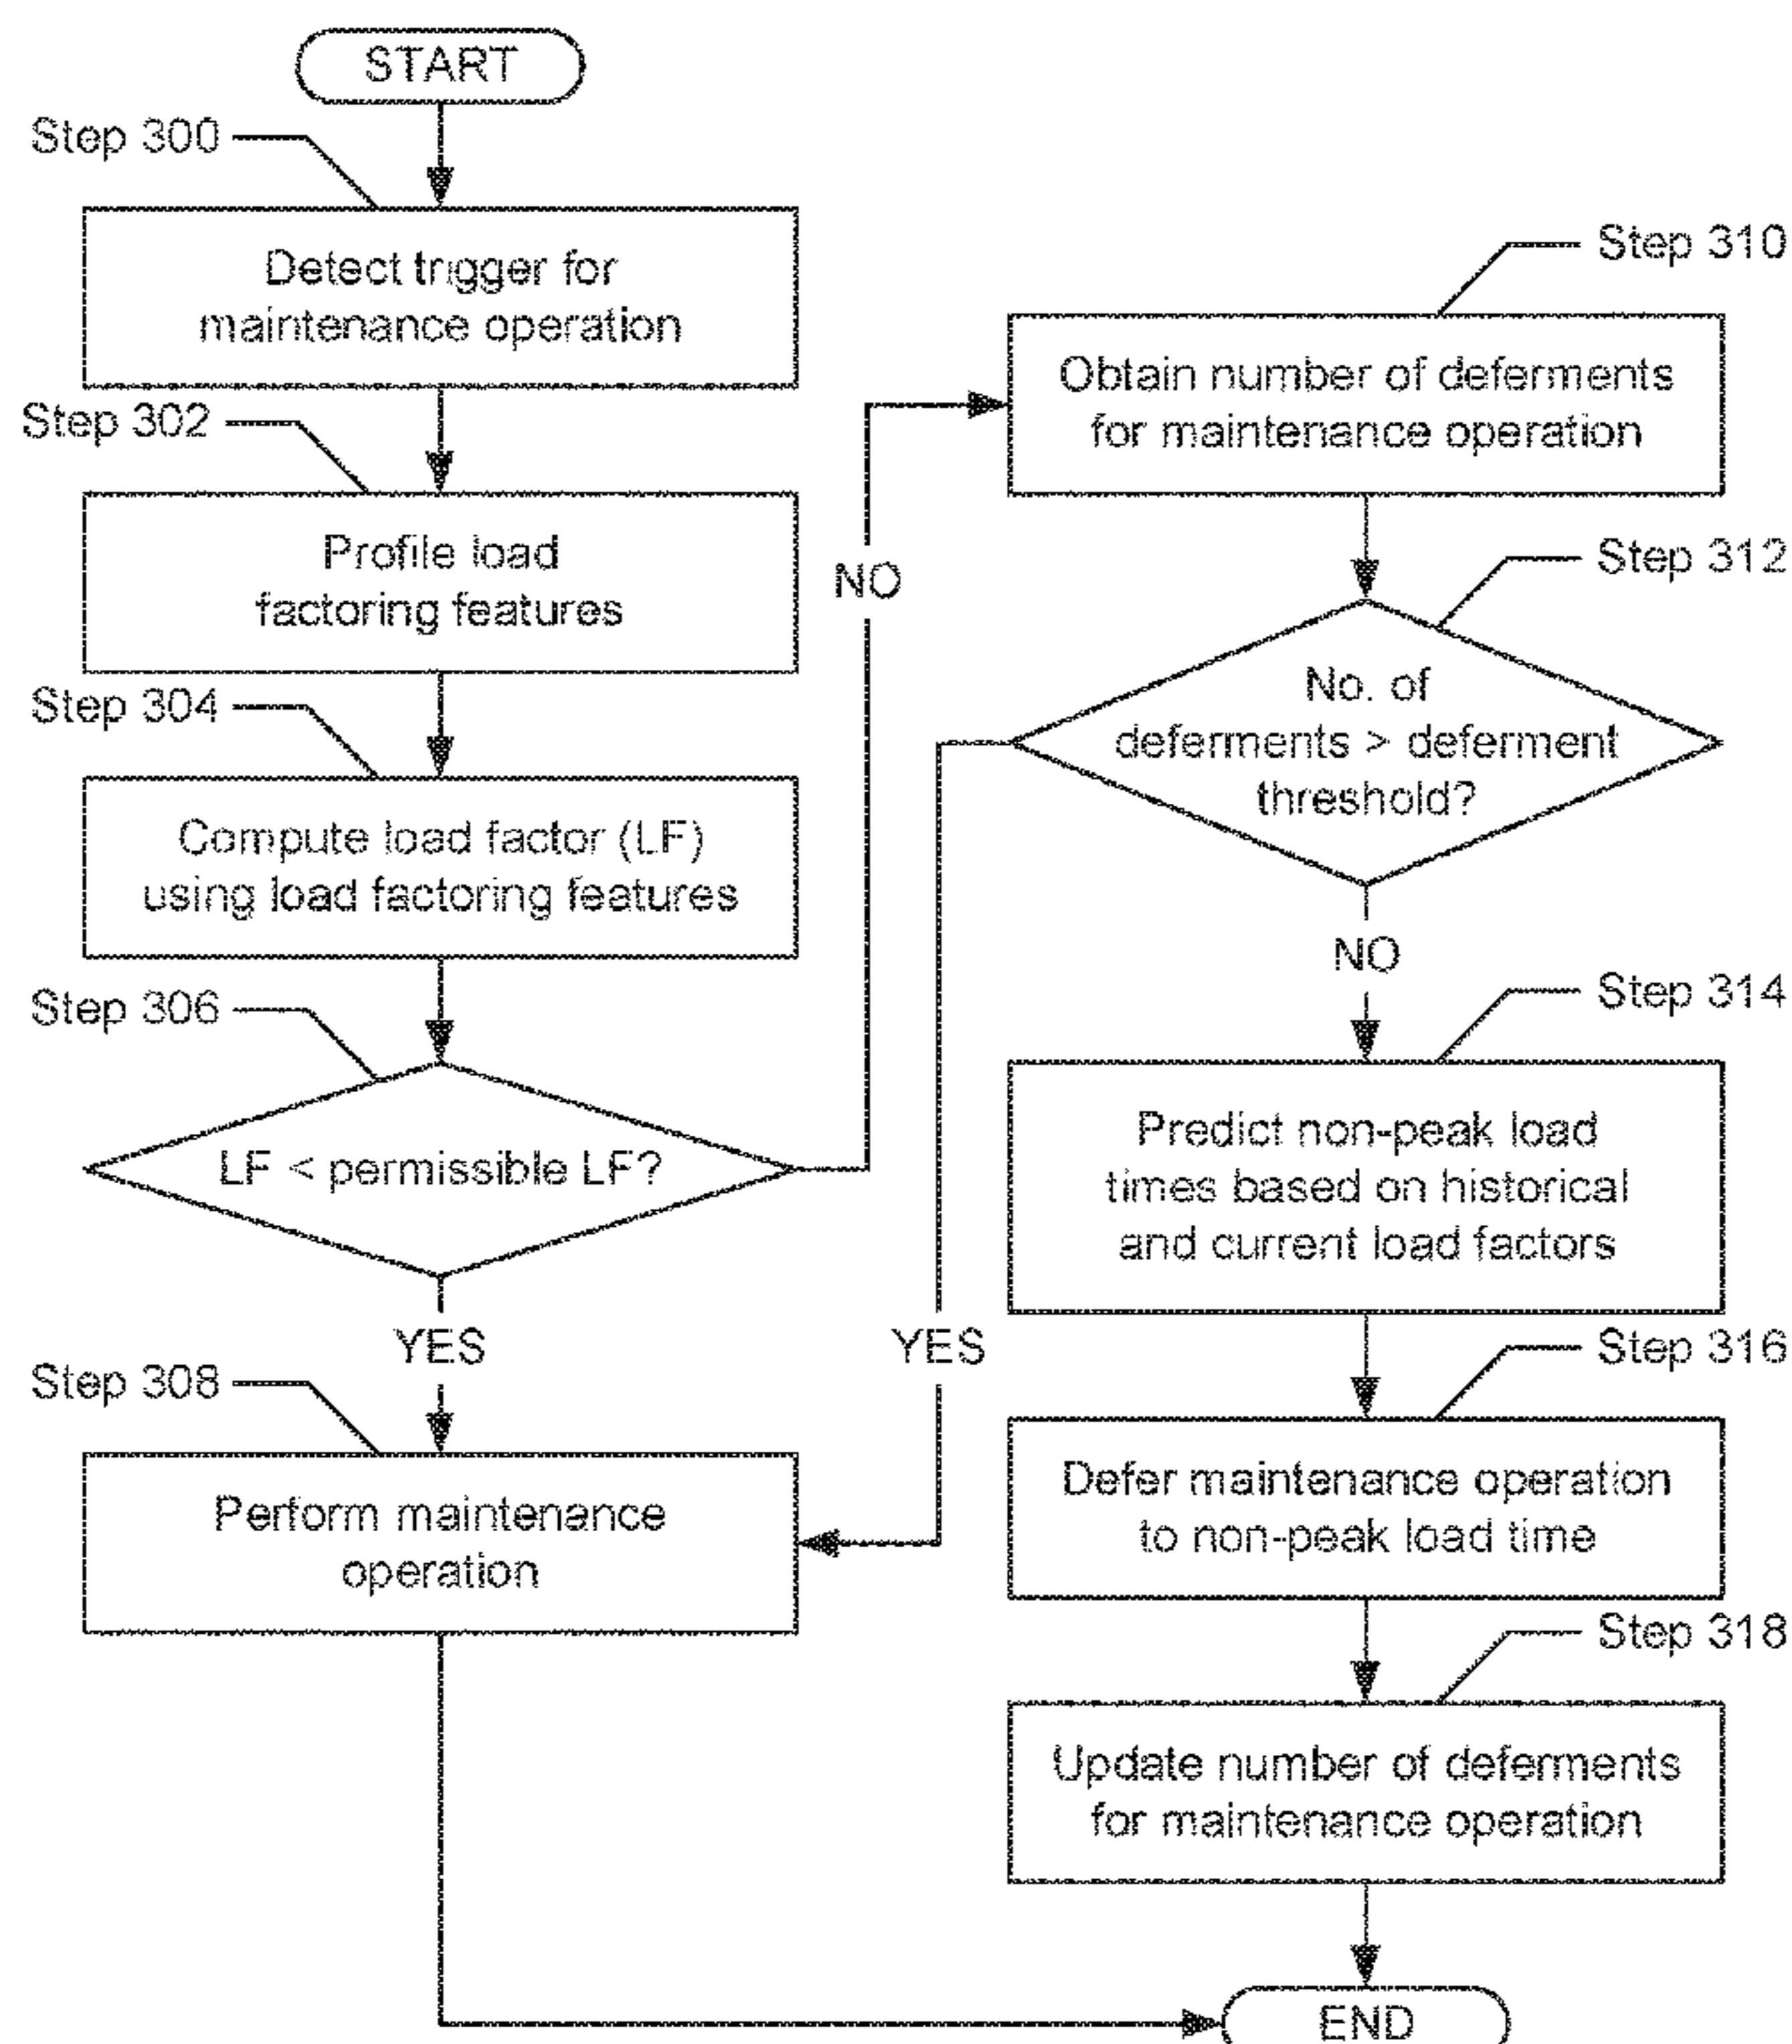 START
Step 300
Detect trigger for
maintenance operation
Step 302
Profile load
factoring features
Step 304
Compute load factor (LF)
using load factoring features
Step 306
LF < permissible LF?
YES
Step 308
Perform maintenance
operation
NO
Step 310
Obtain number of deferments
for maintenance operation
Step 312
No. of
deferments > deferment
threshold?
YES
NO
Step 314
Predict non-peak load
times based on historical
and current load factors
Step 316
Defer maintenance operation
to non-peak load time
Step 318
Update number of deferments
for maintenance operation
END